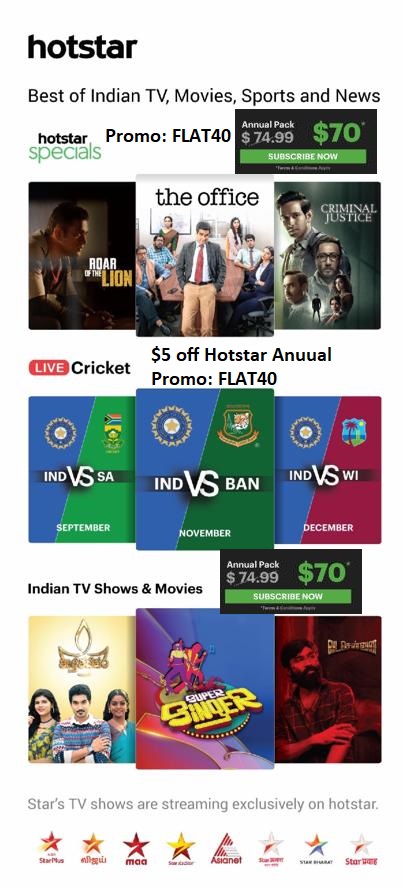 hotstar
Best of Indian TV, Movies, Sports and News
hotstar
specials
Promo: FLAT40
Annual Pack
$ 74.99
$70*
SUBSCRIBE NOW
*Terms & Conditions Apply
ROAR
OF THE LION
the office
CRIMINAL
JUSTICE
LIVE Cricket
$5 off Hotstar Anuual
Promo: FLAT40
IND VS SA
SEPTEMBER
IND VS BAN
NOVEMBER
IND VS WI
DECEMBER
Indian TV Shows & Movies
Annual Pack
$ 74.99
$70*
SUBSCRIBE NOW
*Terms & Conditions Apply
SUPER
SINGER
Star's TV shows are streaming exclusively on hotstar.
StarPlus
விஜய்
maa
Asianet
STAR BHARAT
Star प्रवाह